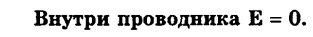 Внутри проводника E = 0.